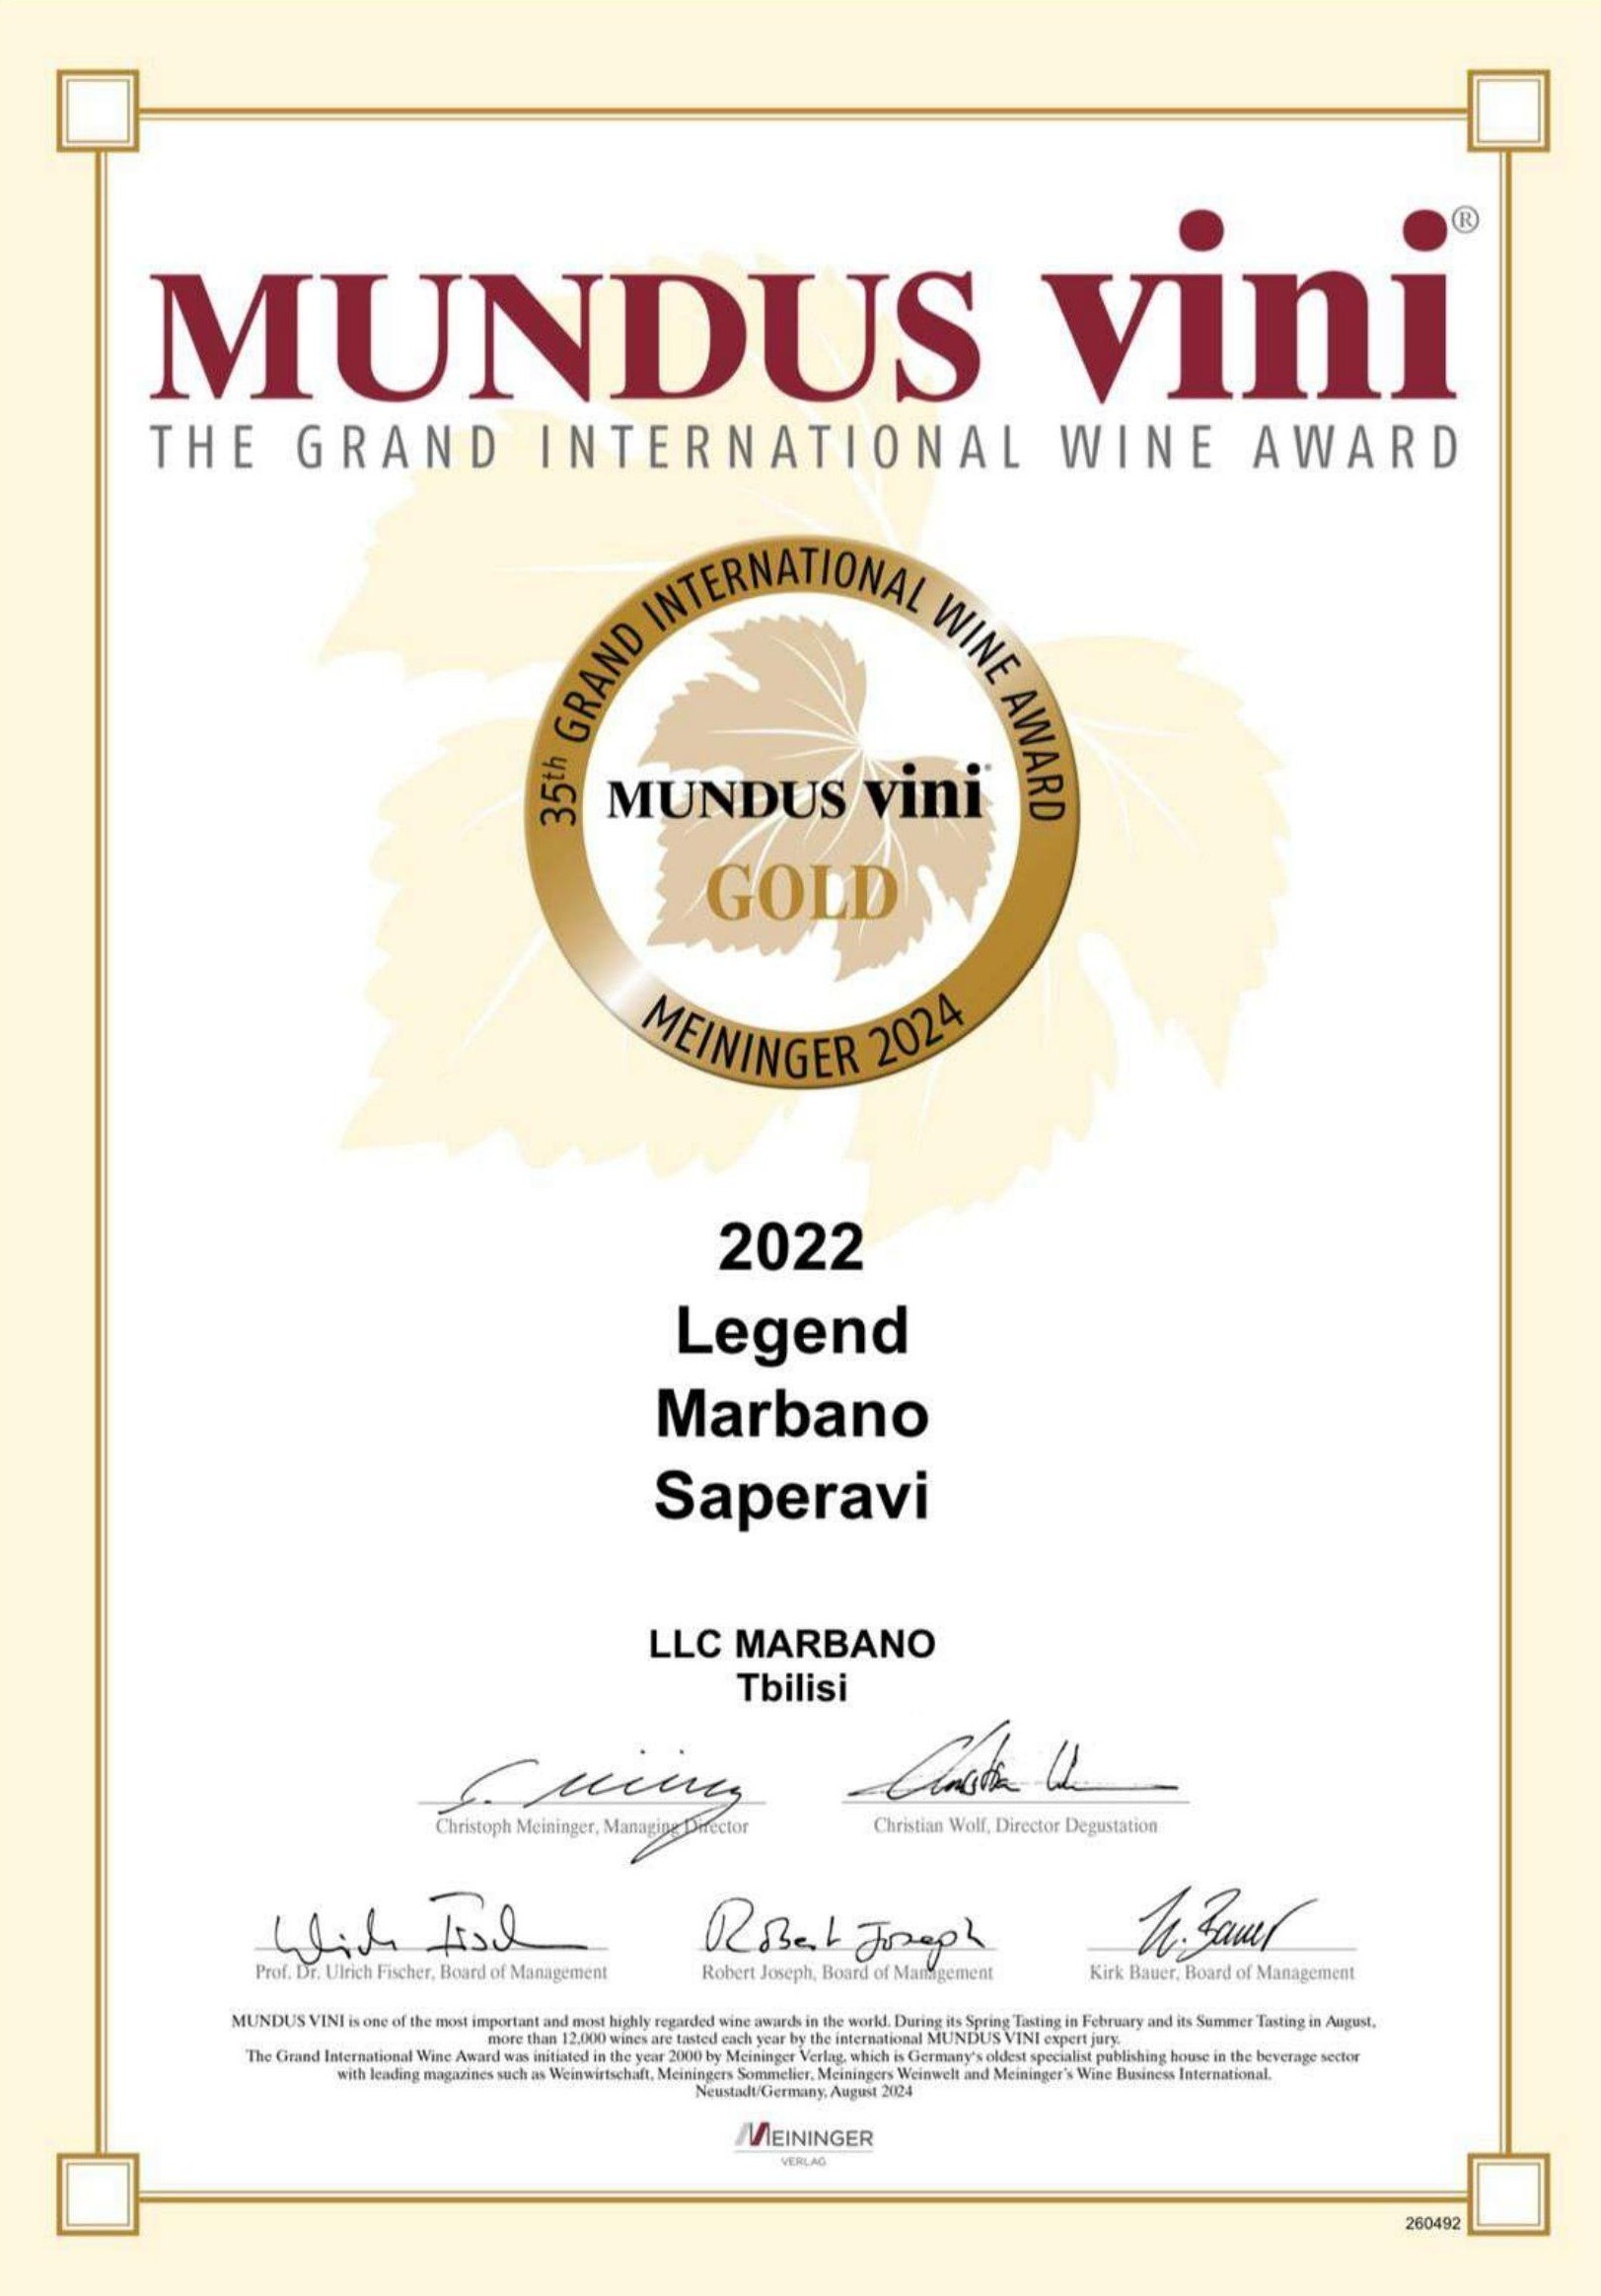 MUNDUS vini®
THE GRAND INTERNATIONAL WINE AWARD
35th GRAND INTERNATIONAL WINE AWARD
MUNDUS vini®
GOLD
MEININGER 2024
2022
Legend
Marbano
Saperavi
LLC MARBANO
Tbilisi
Christoph Meininger, Managing Director
Christian Wolf, Director Degustation
Robert Joseph
K. Bauer
Prof. Dr. Ulrich Fischer, Board of Management
Robert Joseph, Board of Management
Kirk Bauer, Board of Management
MUNDUS VINI is one of the most important and most highly regarded wine awards in the world. During its Spring Tasting in February and its Summer Tasting in August,
more than 12,000 wines are tasted each year by the international MUNDUS VINI expert jury.
The Grand International Wine Award was initiated in the year 2000 by Meininger Verlag, which is Germany's oldest specialist publishing house in the beverage sector
with leading magazines such as Weinwirtschaft, Meiningers Sommelier, Meiningers Weinwelt and Meininger's Wine Business International.
Neustadt/Germany, August 2024
MEININGER
VERLAG
260492